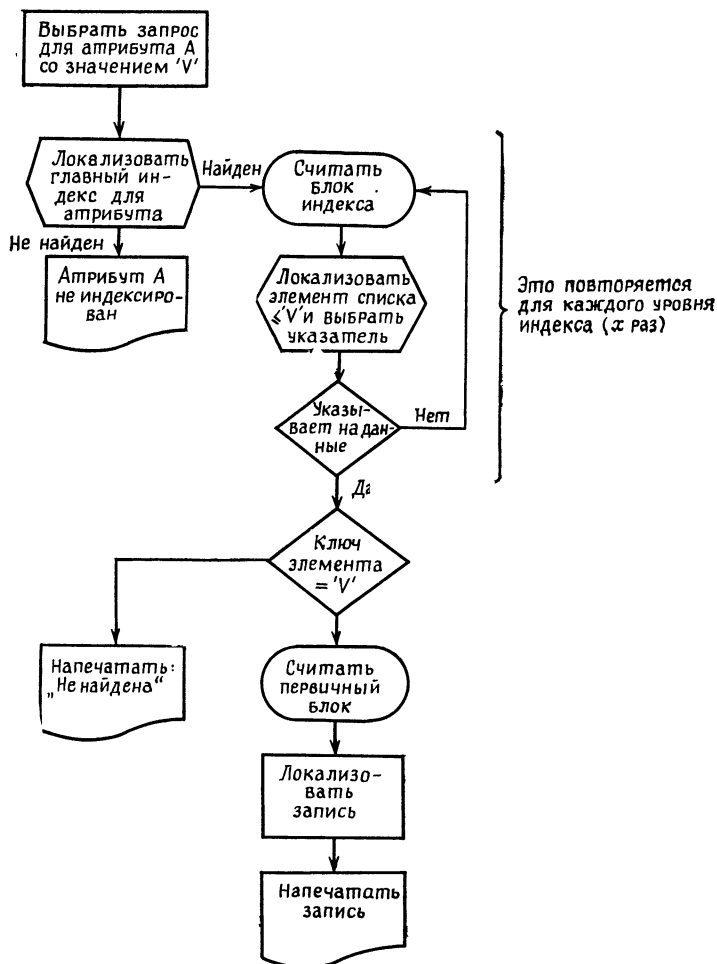 Выбрать запрос
для атрибута А
со значением 'V'
Локализовать
главный ин-
декс для
атрибута
Найден
Считать
блок
индекса
Не найден
Атрибут А
не индексиро-
ван
Локализовать
элемент списка
⩽'V' и выбрать
указатель
Это повторяется
для каждого уровня
индекса (x раз)
Указы-
вает на дан-
ные
Нет
Да
Ключ
элемента
= 'V'
Напечатать:
„Не найдена“
Считать
первичный
блок
Локализо-
вать
запись
Напечатать
запись